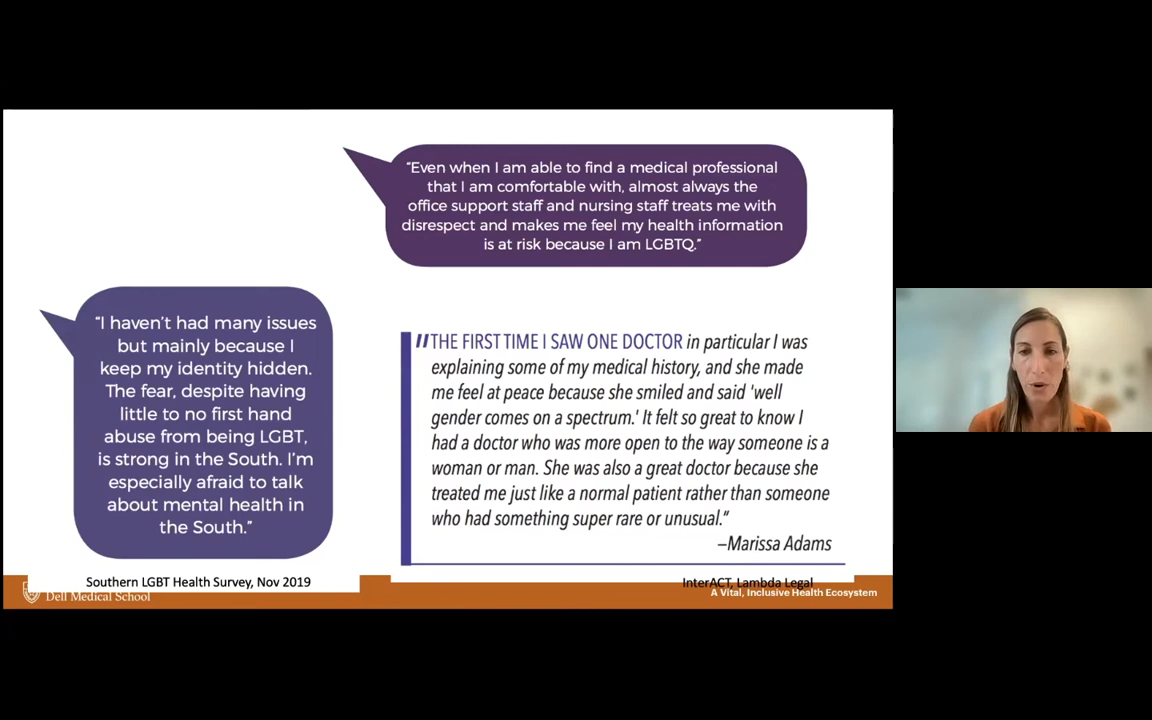 “Even when I am able to find a medical professional
that I am comfortable with, almost always the
office support staff and nursing staff treats me with
disrespect and makes me feel my health information
is at risk because I am LGBTQ.”
“I haven’t had many issues
but mainly because I
keep my identity hidden.
The fear, despite having
little to no first hand
abuse from being LGBT,
is strong in the South. I’m
especially afraid to talk
about mental health in
the South.”
"THE FIRST TIME I SAW ONE DOCTOR in particular I was
explaining some of my medical history, and she made
me feel at peace because she smiled and said 'well
gender comes on a spectrum.' It felt so great to know I
had a doctor who was more open to the way someone is a
woman or man. She was also a great doctor because she
treated me just like a normal patient rather than someone
who had something super rare or unusual."
–Marissa Adams
Southern LGBT Health Survey, Nov 2019
InterACT, Lambda Legal
Dell Medical School
A Vital, Inclusive Health Ecosystem